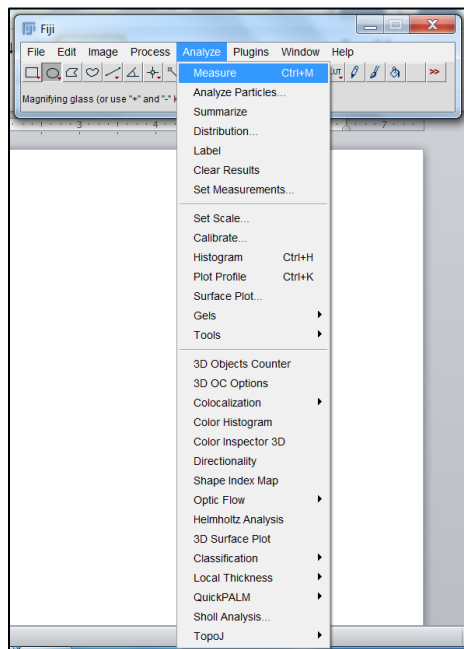 Fiji
File Edit Image Process Analyze Plugins Window Help
Magnifying glass (or use "+" and "-"
Measure Ctrl+M
Analyze Particles...
Summarize
Distribution...
Label
Clear Results
Set Measurements...
Set Scale...
Calibrate...
Histogram Ctrl+H
Plot Profile Ctrl+K
Surface Plot...
Gels
Tools
3D Objects Counter
3D OC Options
Colocalization
Color Histogram
Color Inspector 3D
Directionality
Shape Index Map
Optic Flow
Helmholtz Analysis
3D Surface Plot
Classification
Local Thickness
QuickPALM
Sholl Analysis...
TopoJ
3 4 7